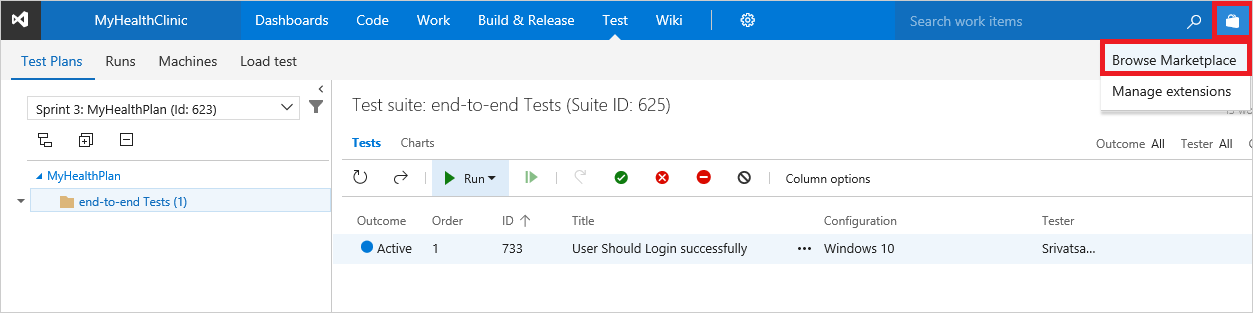 MyHealthClinic Dashboards Code Work Build & Release Test Wiki Search work items
Test Plans Runs Machines Load test
Browse Marketplace
Manage extensions
Sprint 3: MyHealthPlan (Id: 623)
Test suite: end-to-end Tests (Suite ID: 625)
Tests Charts Outcome All Tester All
MyHealthPlan
end-to-end Tests (1)
Run Column options
Outcome Order ID Title Configuration Tester
Active 1 733 User Should Login successfully ... Windows 10 Srivatsa...